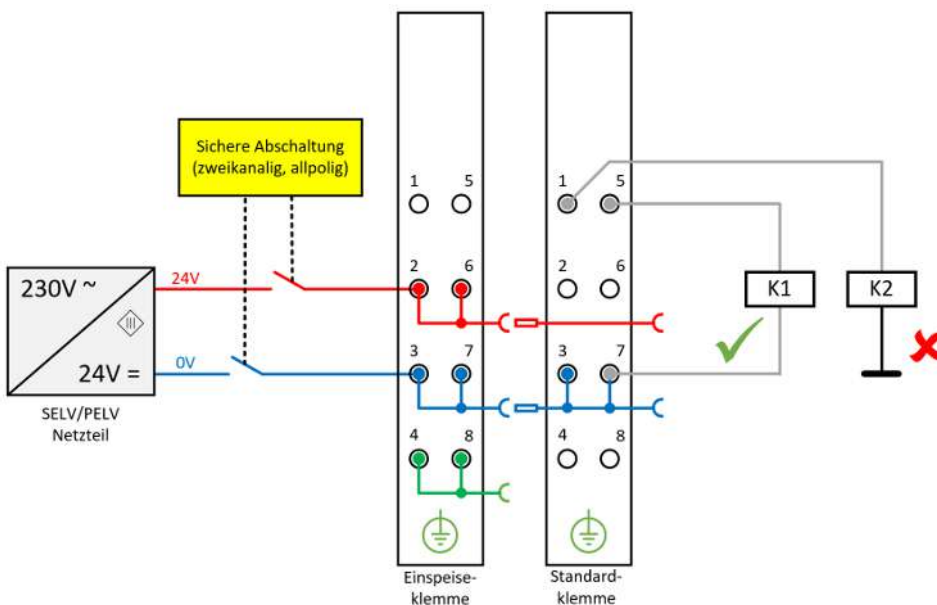 Sichere Abschaltung
(zweikanalig, allpolig)
1 5
1 5
2 6
2 6
230V ~
24V
K1
K2
III
0V
3 7
3 7
24V =
SELV/PELV
Netzteil
4 8
4 8
Einspeise-
klemme
Standard-
klemme